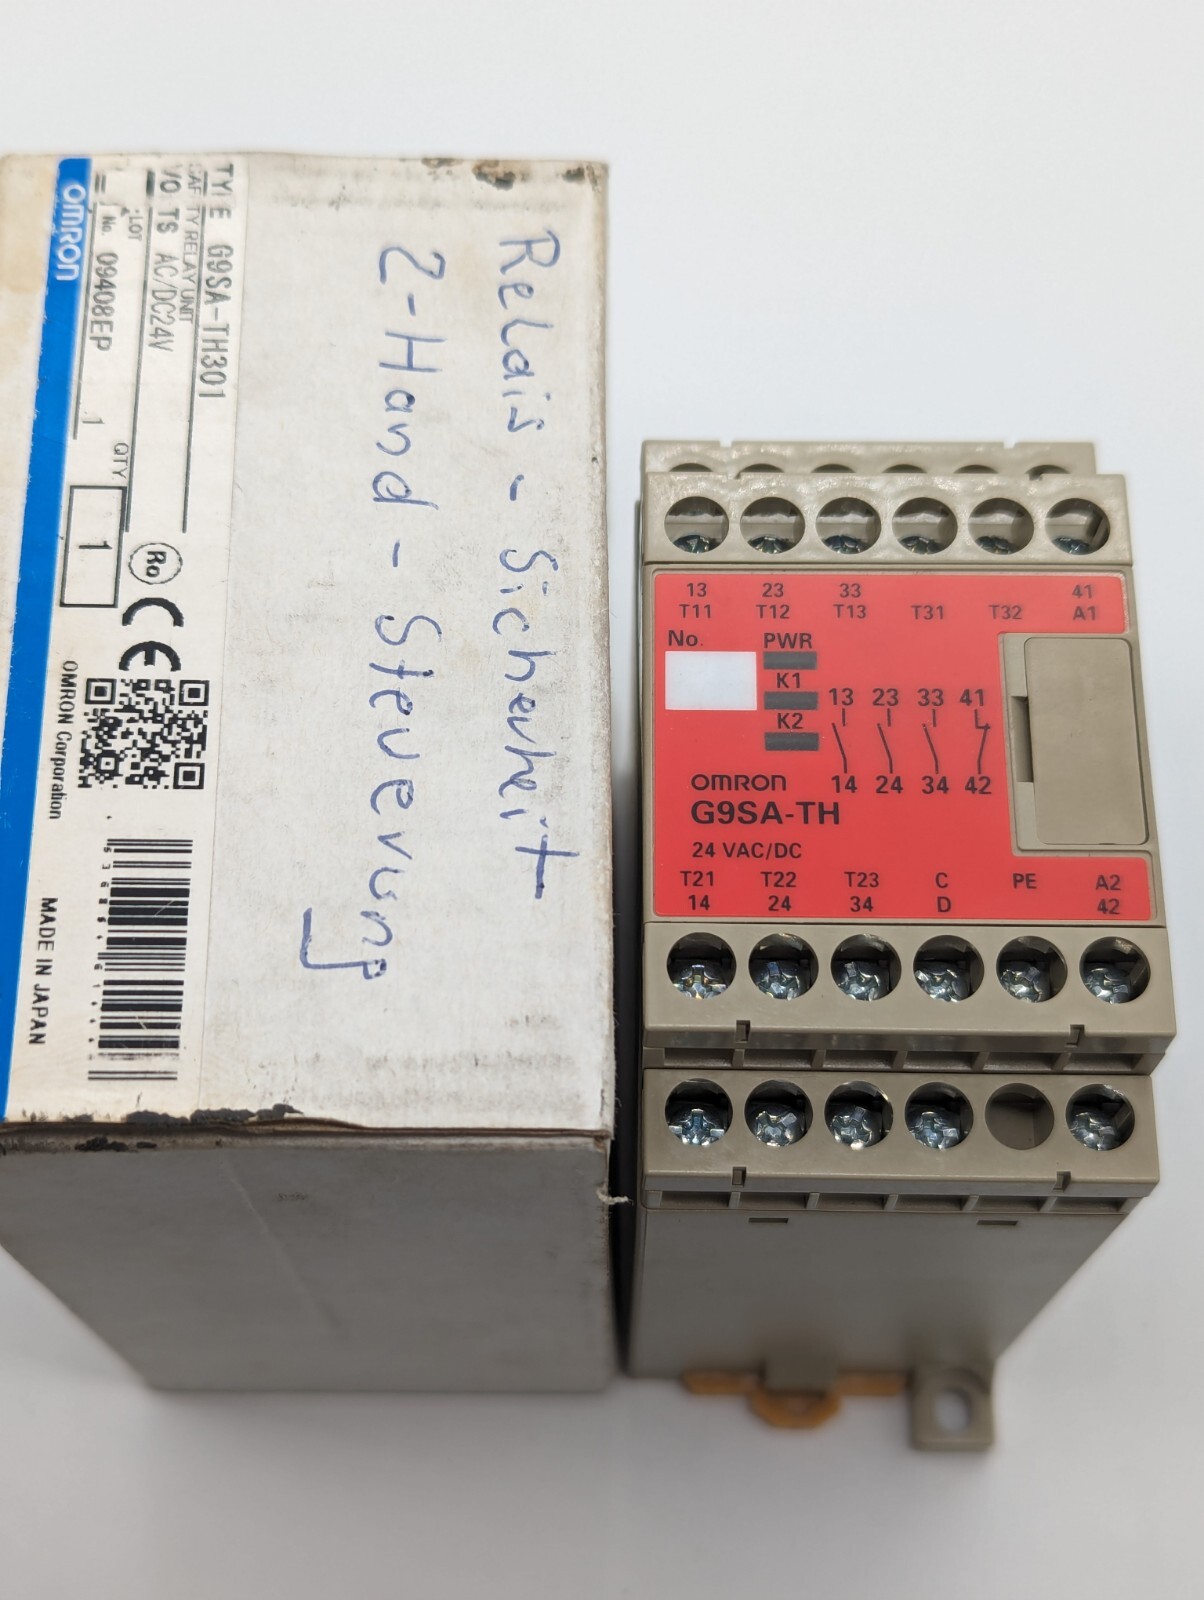 TYPE G9SA-TH301
SAFETY RELAY UNIT
VOLTS AC/DC24V
LOT
No. 09408EP 1
QTY.
1
OMRON
OMRON Corporation
MADE IN JAPAN
Relais - Sicherheit
2-Hand - Steuerung
13 23 33 41
T11 T12 T13 T31 T32 A1
No. PWR
K1
K2
13 23 33 41
14 24 34 42
OMRON
G9SA-TH
24 VAC/DC
T21 T22 T23 C PE A2
14 24 34 D 42